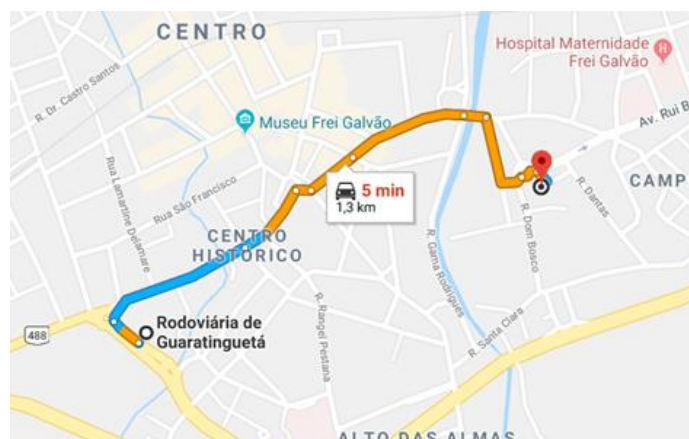 CENTRO
Hospital Maternidade
Frei Galvão
H
R. Dr. Castro Santos
Museu Frei Galvão
Av. Rui B
Rua Lamartine Delamare
Rua São Francisco
5 min
1,3 km
R. Dantas
CAMP
R. Dom Bosco
CENTRO
HISTÓRICO
R. Gama Rodrigues
R. Rangel Pestana
R. Santa Clara
488
Rodoviária de
Guaratinguetá
ALTO DAS ALMAS